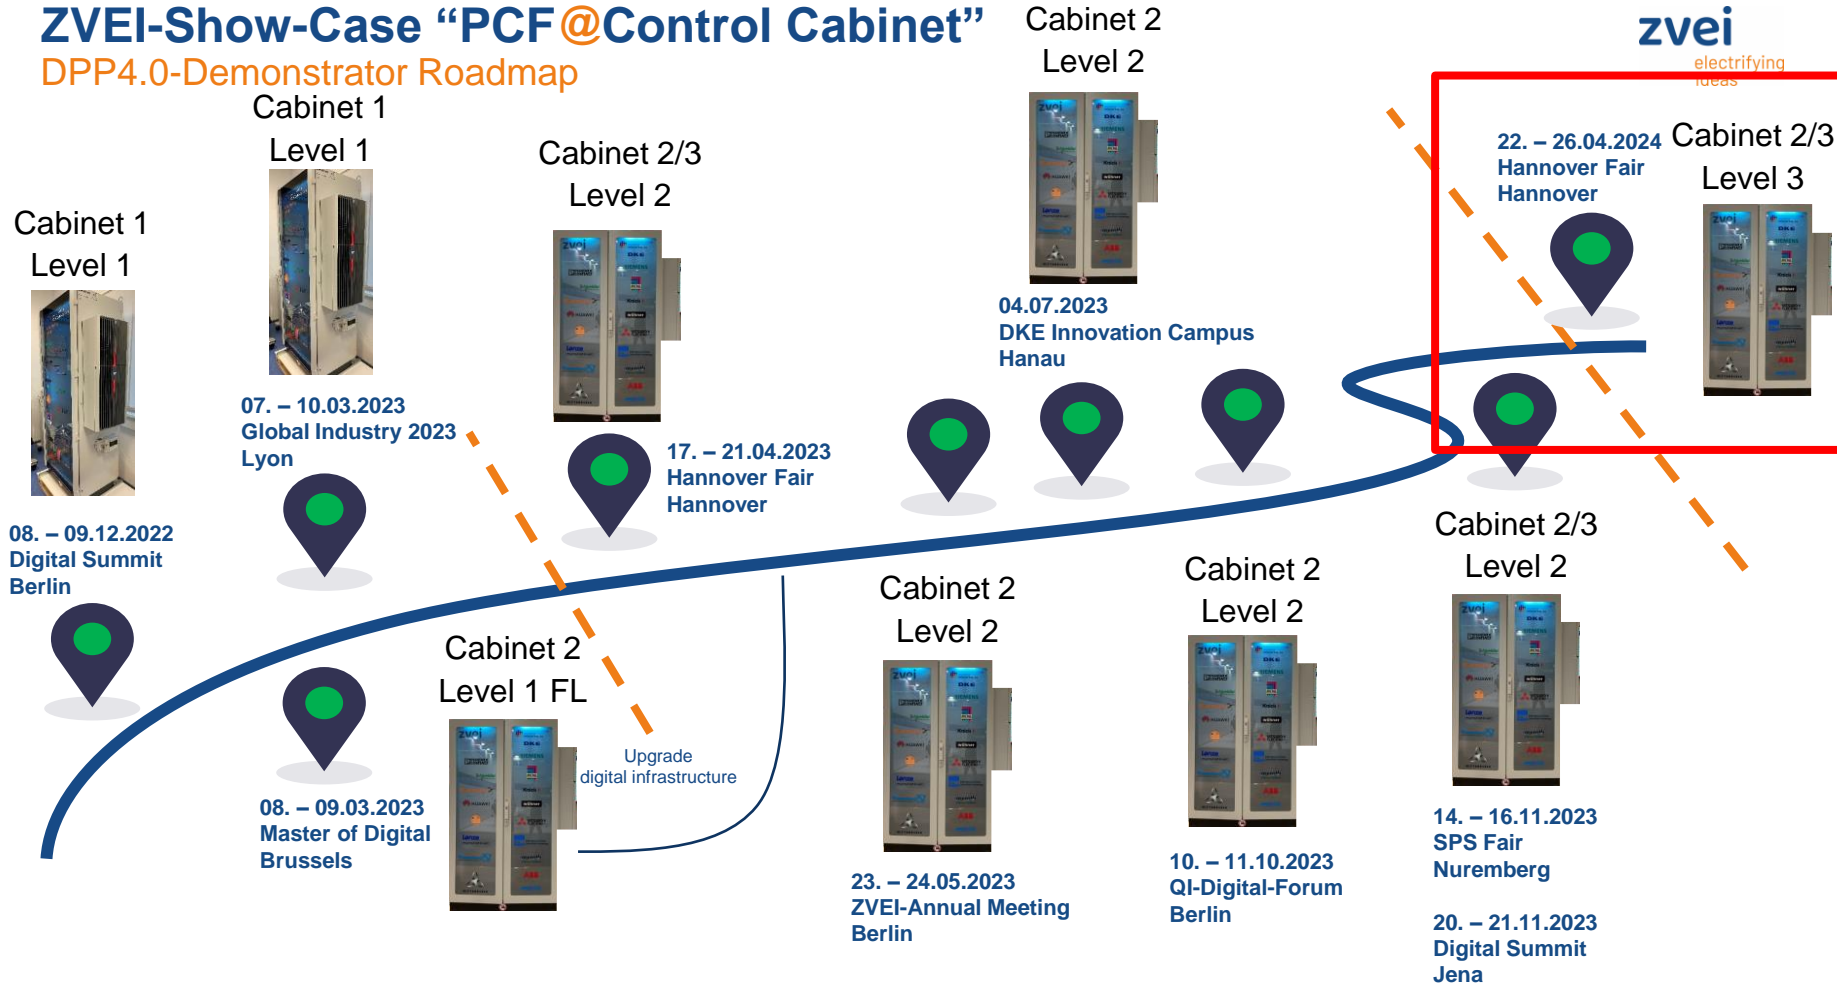 ZVEI-Show-Case “PCF@Control Cabinet”
DPP4.0-Demonstrator Roadmap
zvei
electrifying
ideas
Cabinet 1
Level 1
08. – 09.12.2022
Digital Summit
Berlin
Cabinet 1
Level 1
07. – 10.03.2023
Global Industry 2023
Lyon
08. – 09.03.2023
Master of Digital
Brussels
Cabinet 2
Level 1 FL
Upgrade
digital infrastructure
Cabinet 2/3
Level 2
17. – 21.04.2023
Hannover Fair
Hannover
Cabinet 2
Level 2
23. – 24.05.2023
ZVEI-Annual Meeting
Berlin
Cabinet 2
Level 2
04.07.2023
DKE Innovation Campus
Hanau
Cabinet 2
Level 2
10. – 11.10.2023
QI-Digital-Forum
Berlin
Cabinet 2/3
Level 2
14. – 16.11.2023
SPS Fair
Nuremberg
20. – 21.11.2023
Digital Summit
Jena
22. – 26.04.2024
Hannover Fair
Hannover
Cabinet 2/3
Level 3